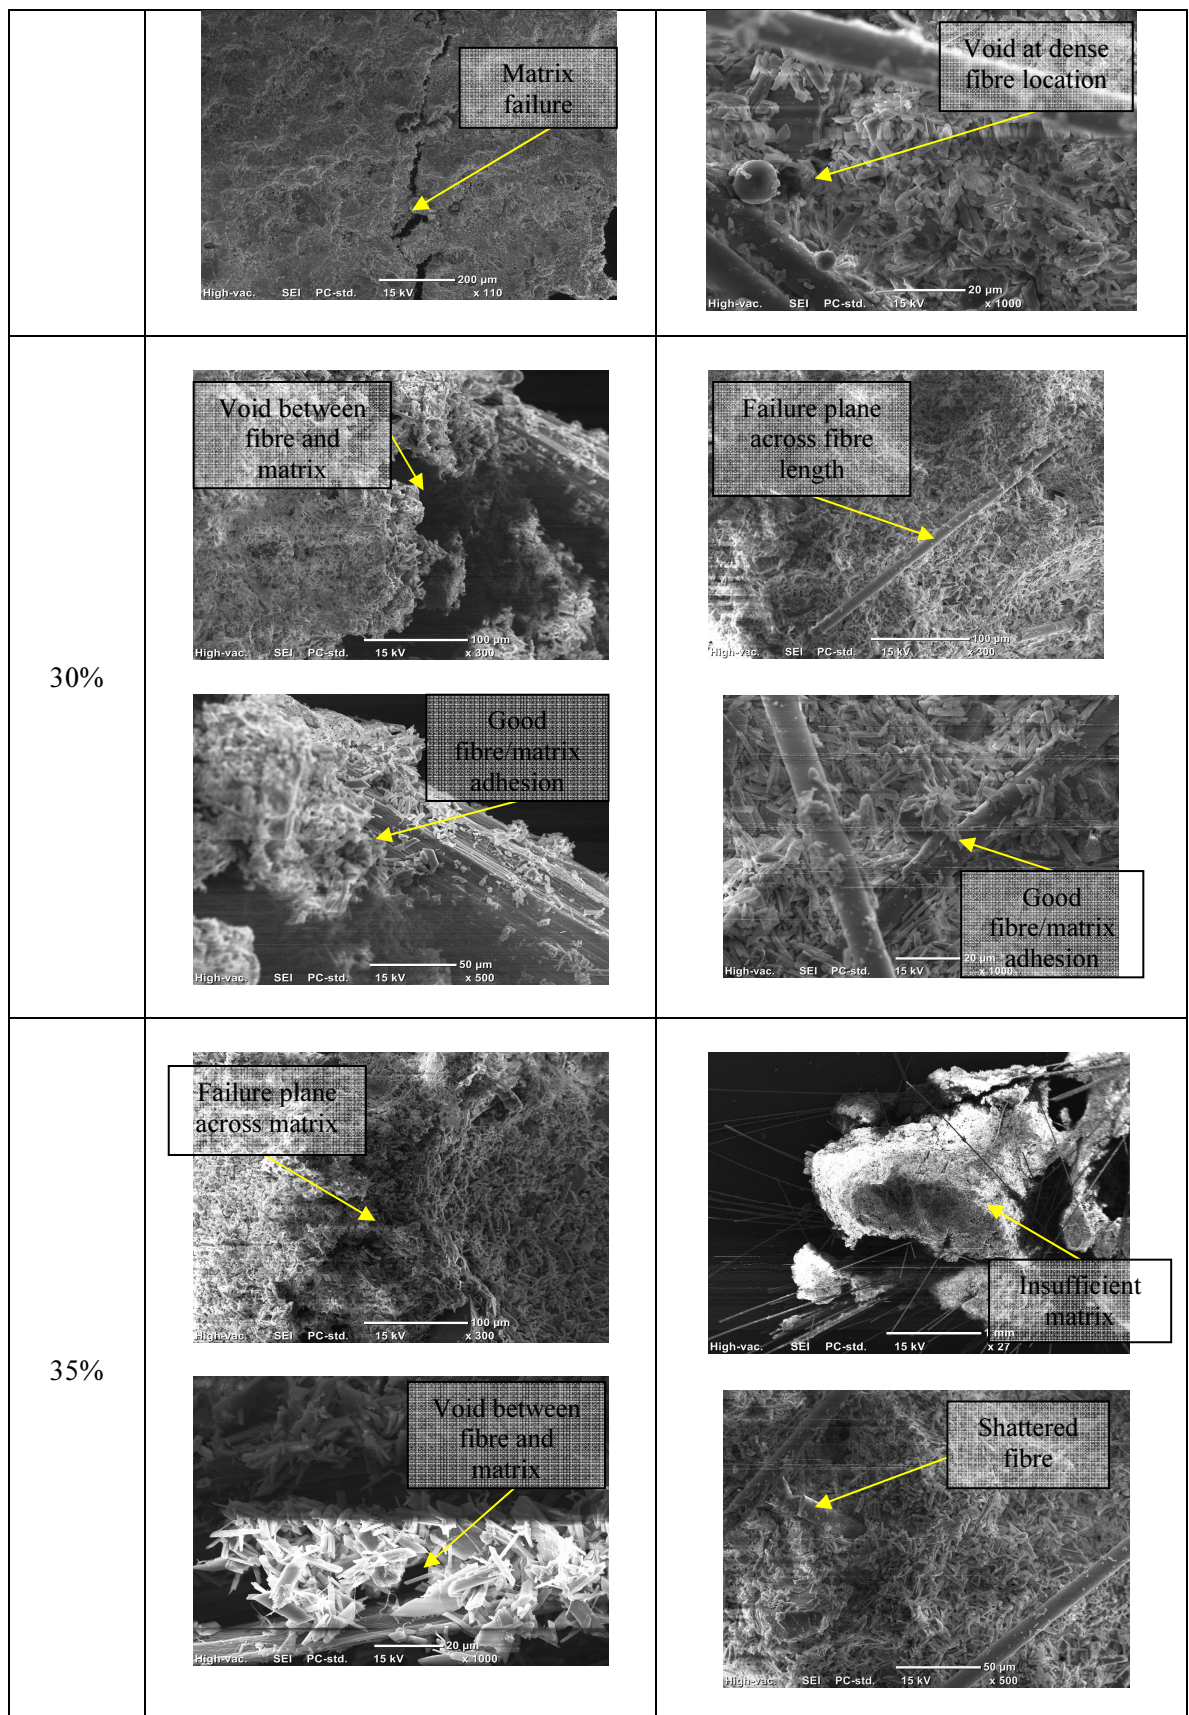 Matrix
failure
200 µm
High-vac. SEI PC-std. 15 kV x 110
Void at dense
fibre location
20 µm
High-vac. SEI PC-std. 15 kV x 1000
30%
Void between
fibre and
matrix
100 µm
High-vac. SEI PC-std. 15 kV x 300
Failure plane
across fibre
length
100 µm
High-vac. SEI PC-std. 15 kV x 300
Good
fibre/matrix
adhesion
50 µm
High-vac. SEI PC-std. 15 kV x 500
Good
fibre/matrix
adhesion
20 µm
High-vac. SEI PC-std. 15 kV x 1000
35%
Failure plane
across matrix
100 µm
High-vac. SEI PC-std. 15 kV x 300
Insufficient
matrix
1 mm
High-vac. SEI PC-std. 15 kV x 27
Void between
fibre and
matrix
20 µm
High-vac. SEI PC-std. 15 kV x 1000
Shattered
fibre
50 µm
High-vac. SEI PC-std. 15 kV x 500